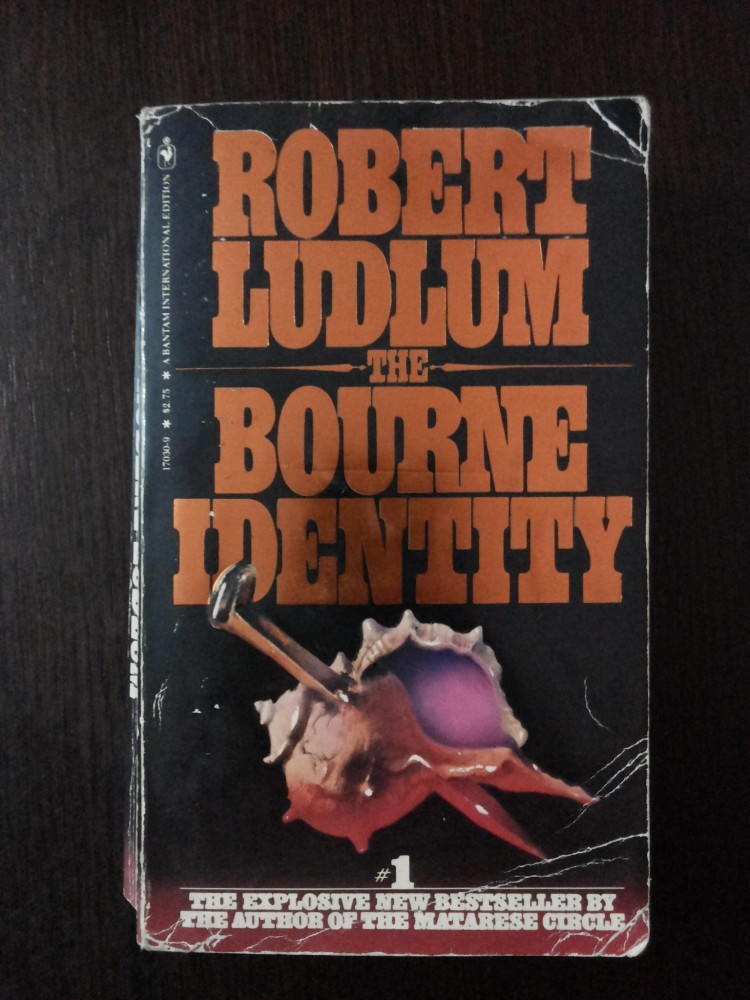 ROBERT
LUDLUM
THE
BOURNE
IDENTITY
#1
THE EXPLOSIVE NEW BESTSELLER BY
THE AUTHOR OF THE MATARESE CIRCLE
17030-9 * $2.75 * A BANTAM INTERNATIONAL EDITION